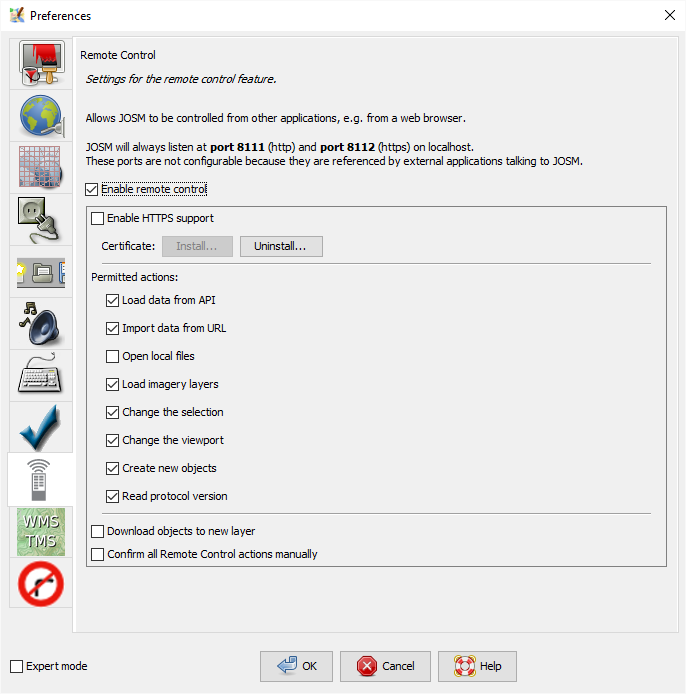 Preferences
Remote Control
Settings for the remote control feature.
Allows JOSM to be controlled from other applications, e.g. from a web browser.
JOSM will always listen at port 8111 (http) and port 8112 (https) on localhost.
These ports are not configurable because they are referenced by external applications talking to JOSM.
Enable remote control
Enable HTTPS support
Certificate: Install... Uninstall...
Permitted actions:
Load data from API
Import data from URL
Open local files
Load imagery layers
Change the selection
Change the viewport
Create new objects
Read protocol version
WMS
TMS
Download objects to new layer
Confirm all Remote Control actions manually
Expert mode OK Cancel Help